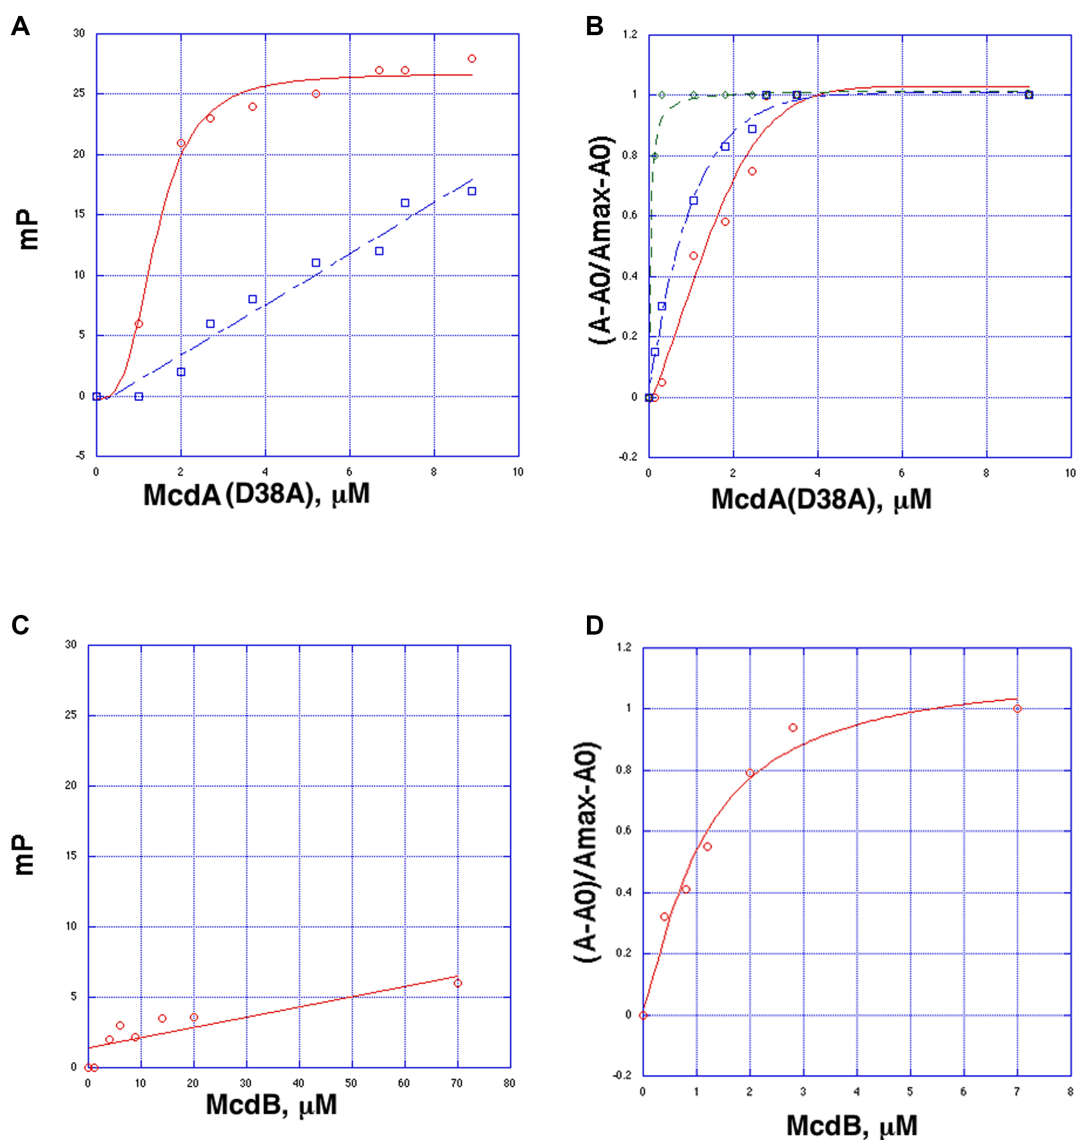 A
30
25
20
15
10
5
0
-5
0 2 4 6 8 10
mP
McdA (D38A), μM
B
1.2
1
0.8
0.6
0.4
0.2
0
-0.2
0 2 4 6 8 10
(A-A0/Amax-A0)
McdA(D38A), μM
C
30
25
20
15
10
5
0
0 10 20 30 40 50 60 70 80
mP
McdB, μM
D
1.2
1
0.8
0.6
0.4
0.2
0
-0.2
0 1 2 3 4 5 6 7 8
(A-A0)/Amax-A0)
McdB, μM